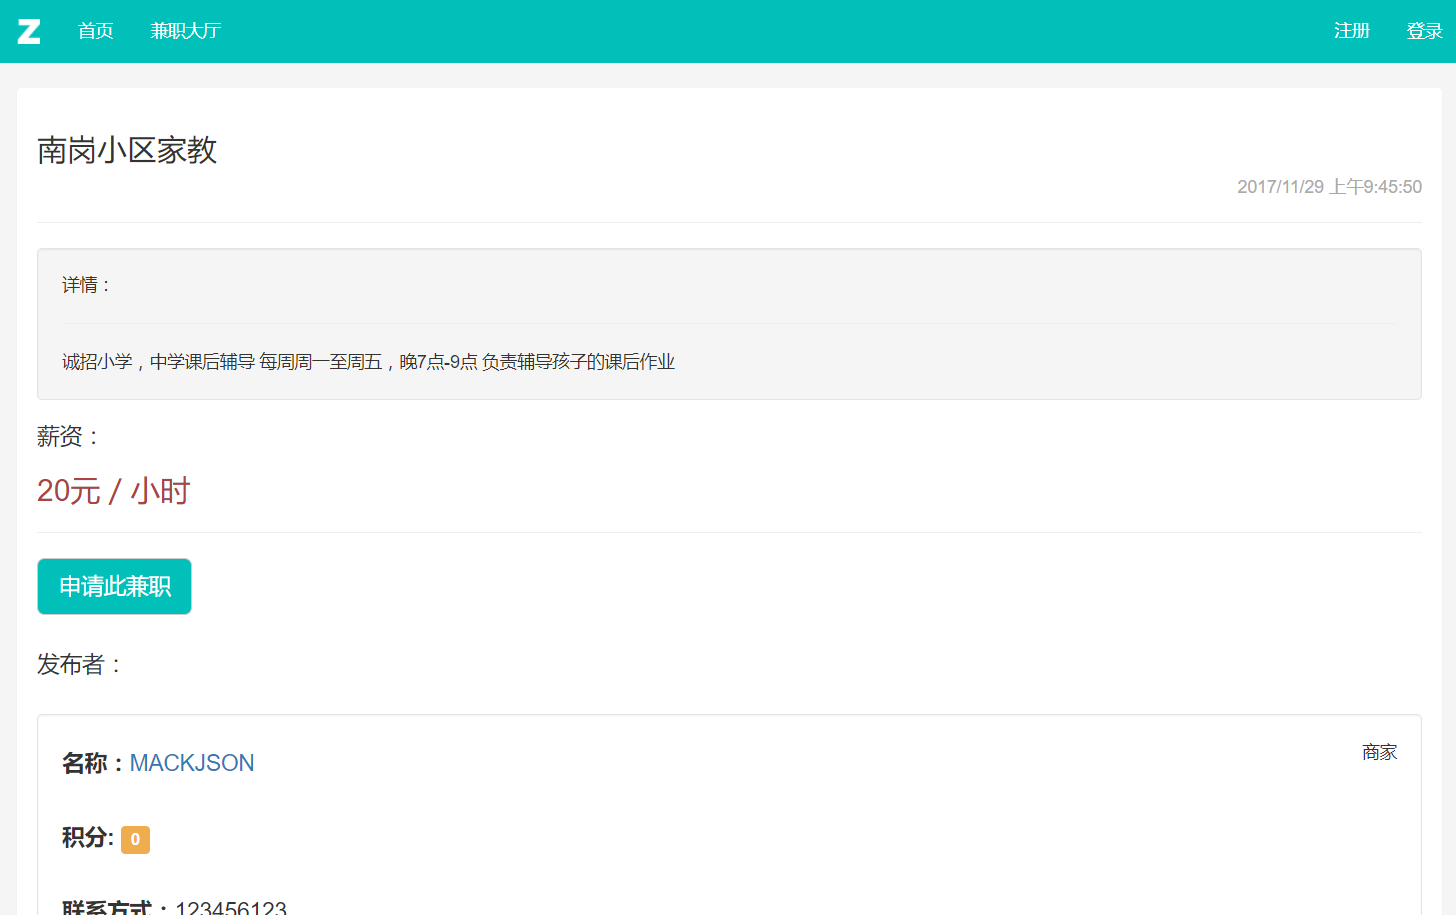 Z 首页 兼职大厅 注册 登录
南岗小区家教
2017/11/29 上午9:45:50
详情：
诚招小学，中学课后辅导 每周周一至周五，晚7点-9点 负责辅导孩子的课后作业
薪资：
20元 / 小时
申请此兼职
发布者：
名称：MACKJSON 商家
积分: 0
联系方式：123456123